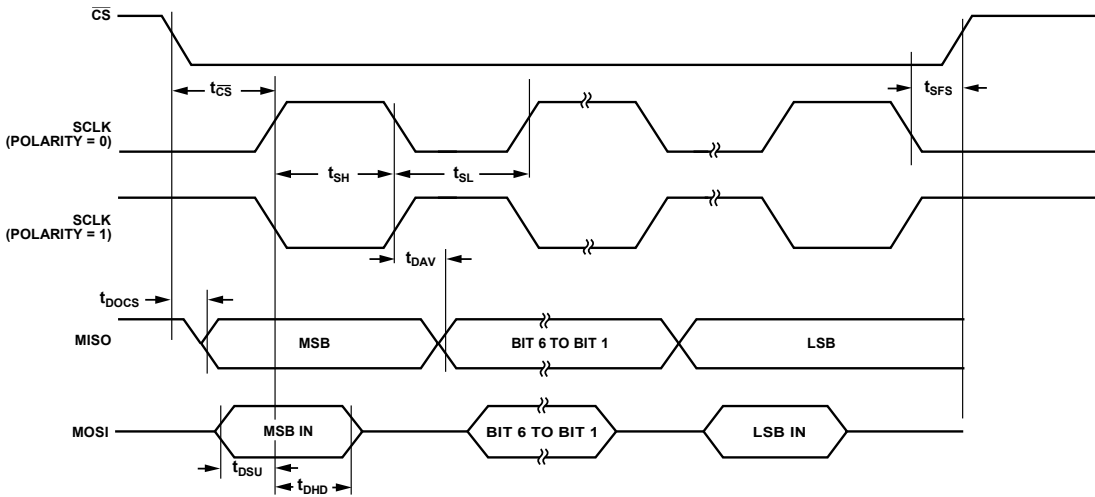 CS
tCS
tSFS
SCLK
(POLARITY = 0)
tSH
tSL
SCLK
(POLARITY = 1)
tDAV
tDOCS
MISO
MSB
BIT 6 TO BIT 1
LSB
MOSI
MSB IN
BIT 6 TO BIT 1
LSB IN
tDSU
tDHD